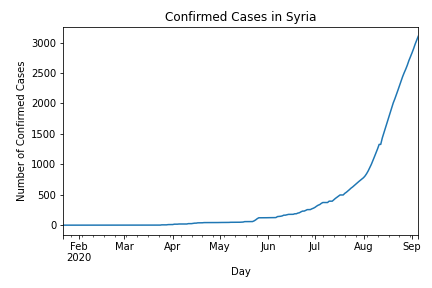 Confirmed Cases in Syria
Number of Confirmed Cases
3000
2500
2000
1500
1000
500
0
Feb Mar Apr May Jun Jul Aug Sep
2020
Day